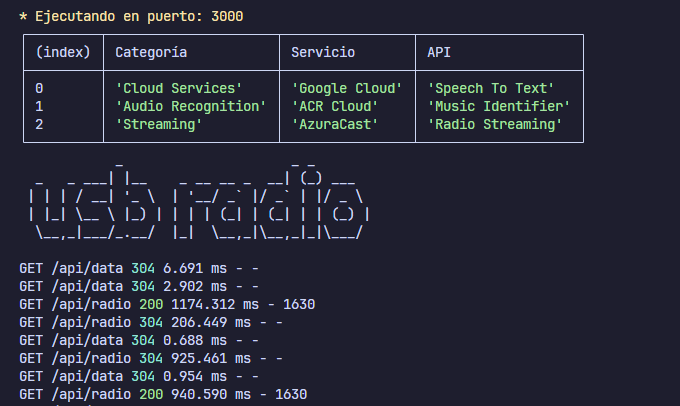 * Ejecutando en puerto: 3000
(index) Categoría Servicio API
0 'Cloud Services' 'Google Cloud' 'Speech To Text'
1 'Audio Recognition' 'ACR Cloud' 'Music Identifier'
2 'Streaming' 'AzuraCast' 'Radio Streaming'
usb radio
GET /api/data 304 6.691 ms - -
GET /api/data 304 2.902 ms - -
GET /api/radio 200 1174.312 ms - 1630
GET /api/radio 304 206.449 ms - -
GET /api/data 304 0.688 ms - -
GET /api/radio 304 925.461 ms - -
GET /api/data 304 0.954 ms - -
GET /api/radio 200 940.590 ms - 1630